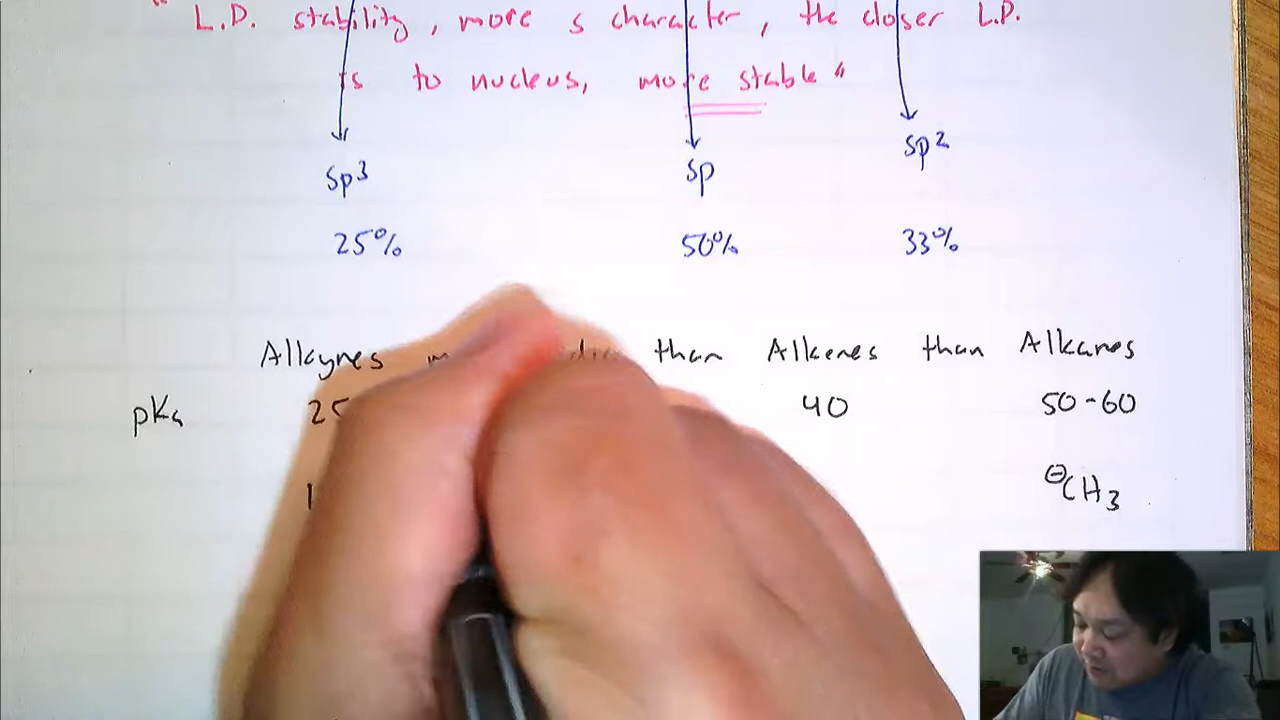 " L.P. stability, more s character, the closer L.P.
is to nucleus, more stable "
sp³ sp sp²
25% 50% 33%
Alkynes than Alkenes than Alkanes
pKa 25 40 50-60
⊖CH₃